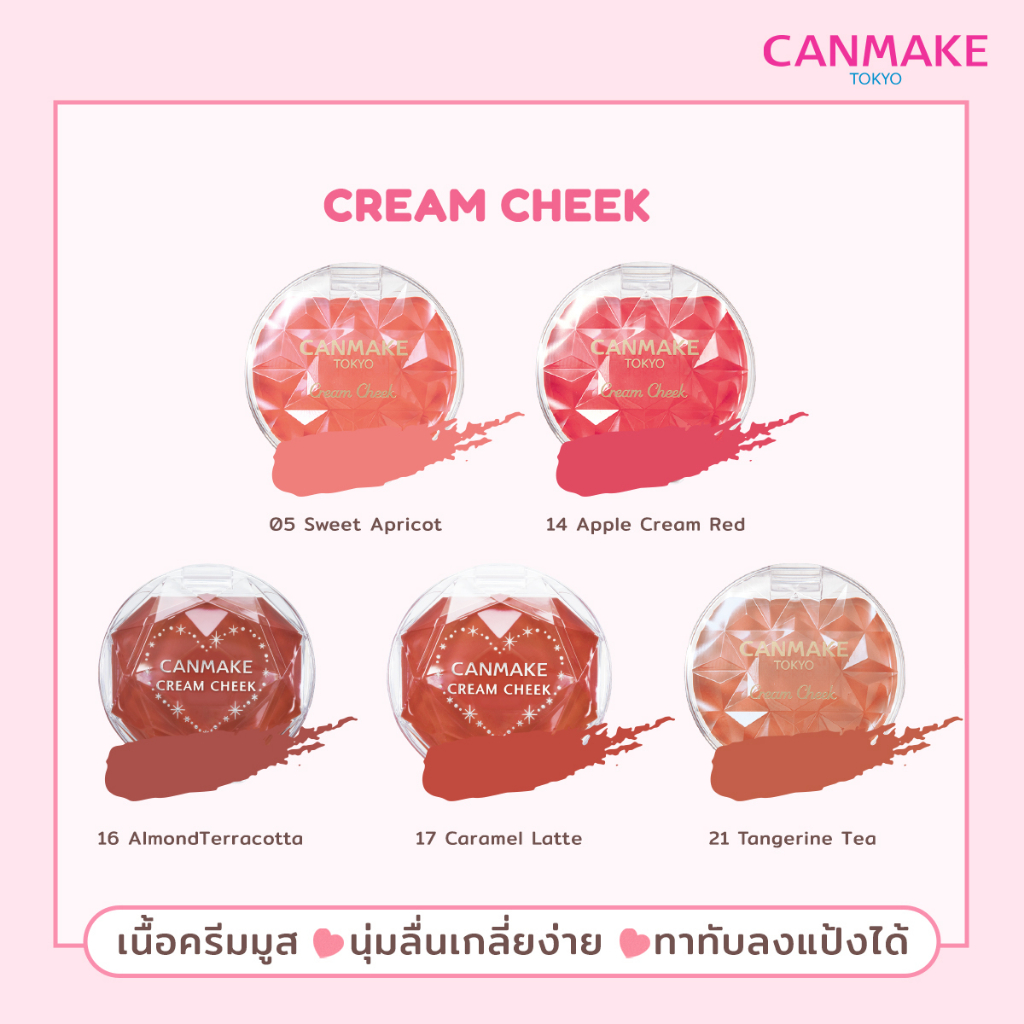 CANMAKE
TOKYO
CREAM CHEEK
CANMAKE
TOKYO
Cream Cheek
CANMAKE
TOKYO
Cream Cheek
05 Sweet Apricot
14 Apple Cream Red
CANMAKE
CREAM CHEEK
CANMAKE
CREAM CHEEK
CANMAKE
TOKYO
Cream Cheek
16 AlmondTerracotta
17 Caramel Latte
21 Tangerine Tea
เนื้อครีมมูส นุ่มลื่นเกลี่ยง่าย ทาทับลงแป้งได้